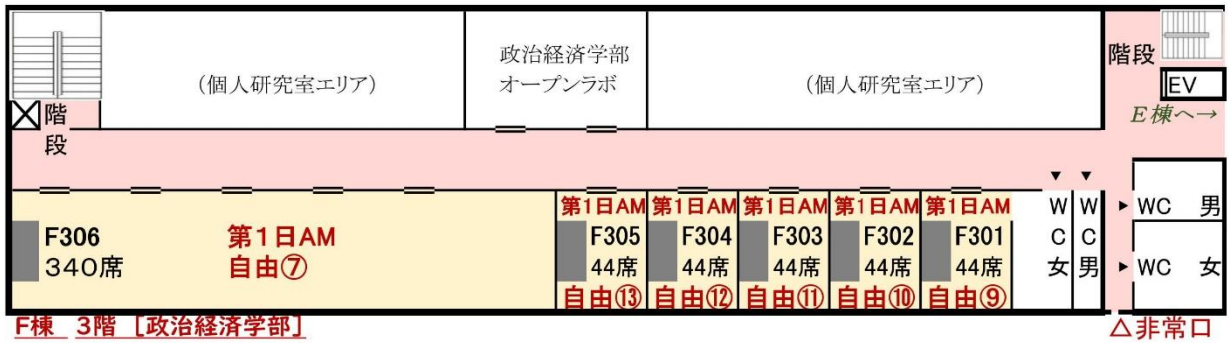 政治経済学部
オープンラボ
(個人研究室エリア)
(個人研究室エリア)
階段
EV
E棟へ→
階
段
第1日AM 第1日AM 第1日AM 第1日AM 第1日AM
F306
340席
第1日AM
自由⑦
F305
44席
自由⑬
F304
44席
自由⑫
F303
44席
自由⑪
F302
44席
自由⑩
F301
44席
自由⑨
▼ ▼
WC女
WC男
▶ WC 男
▶ WC 女
F棟 3階 [政治経済学部]
△非常口